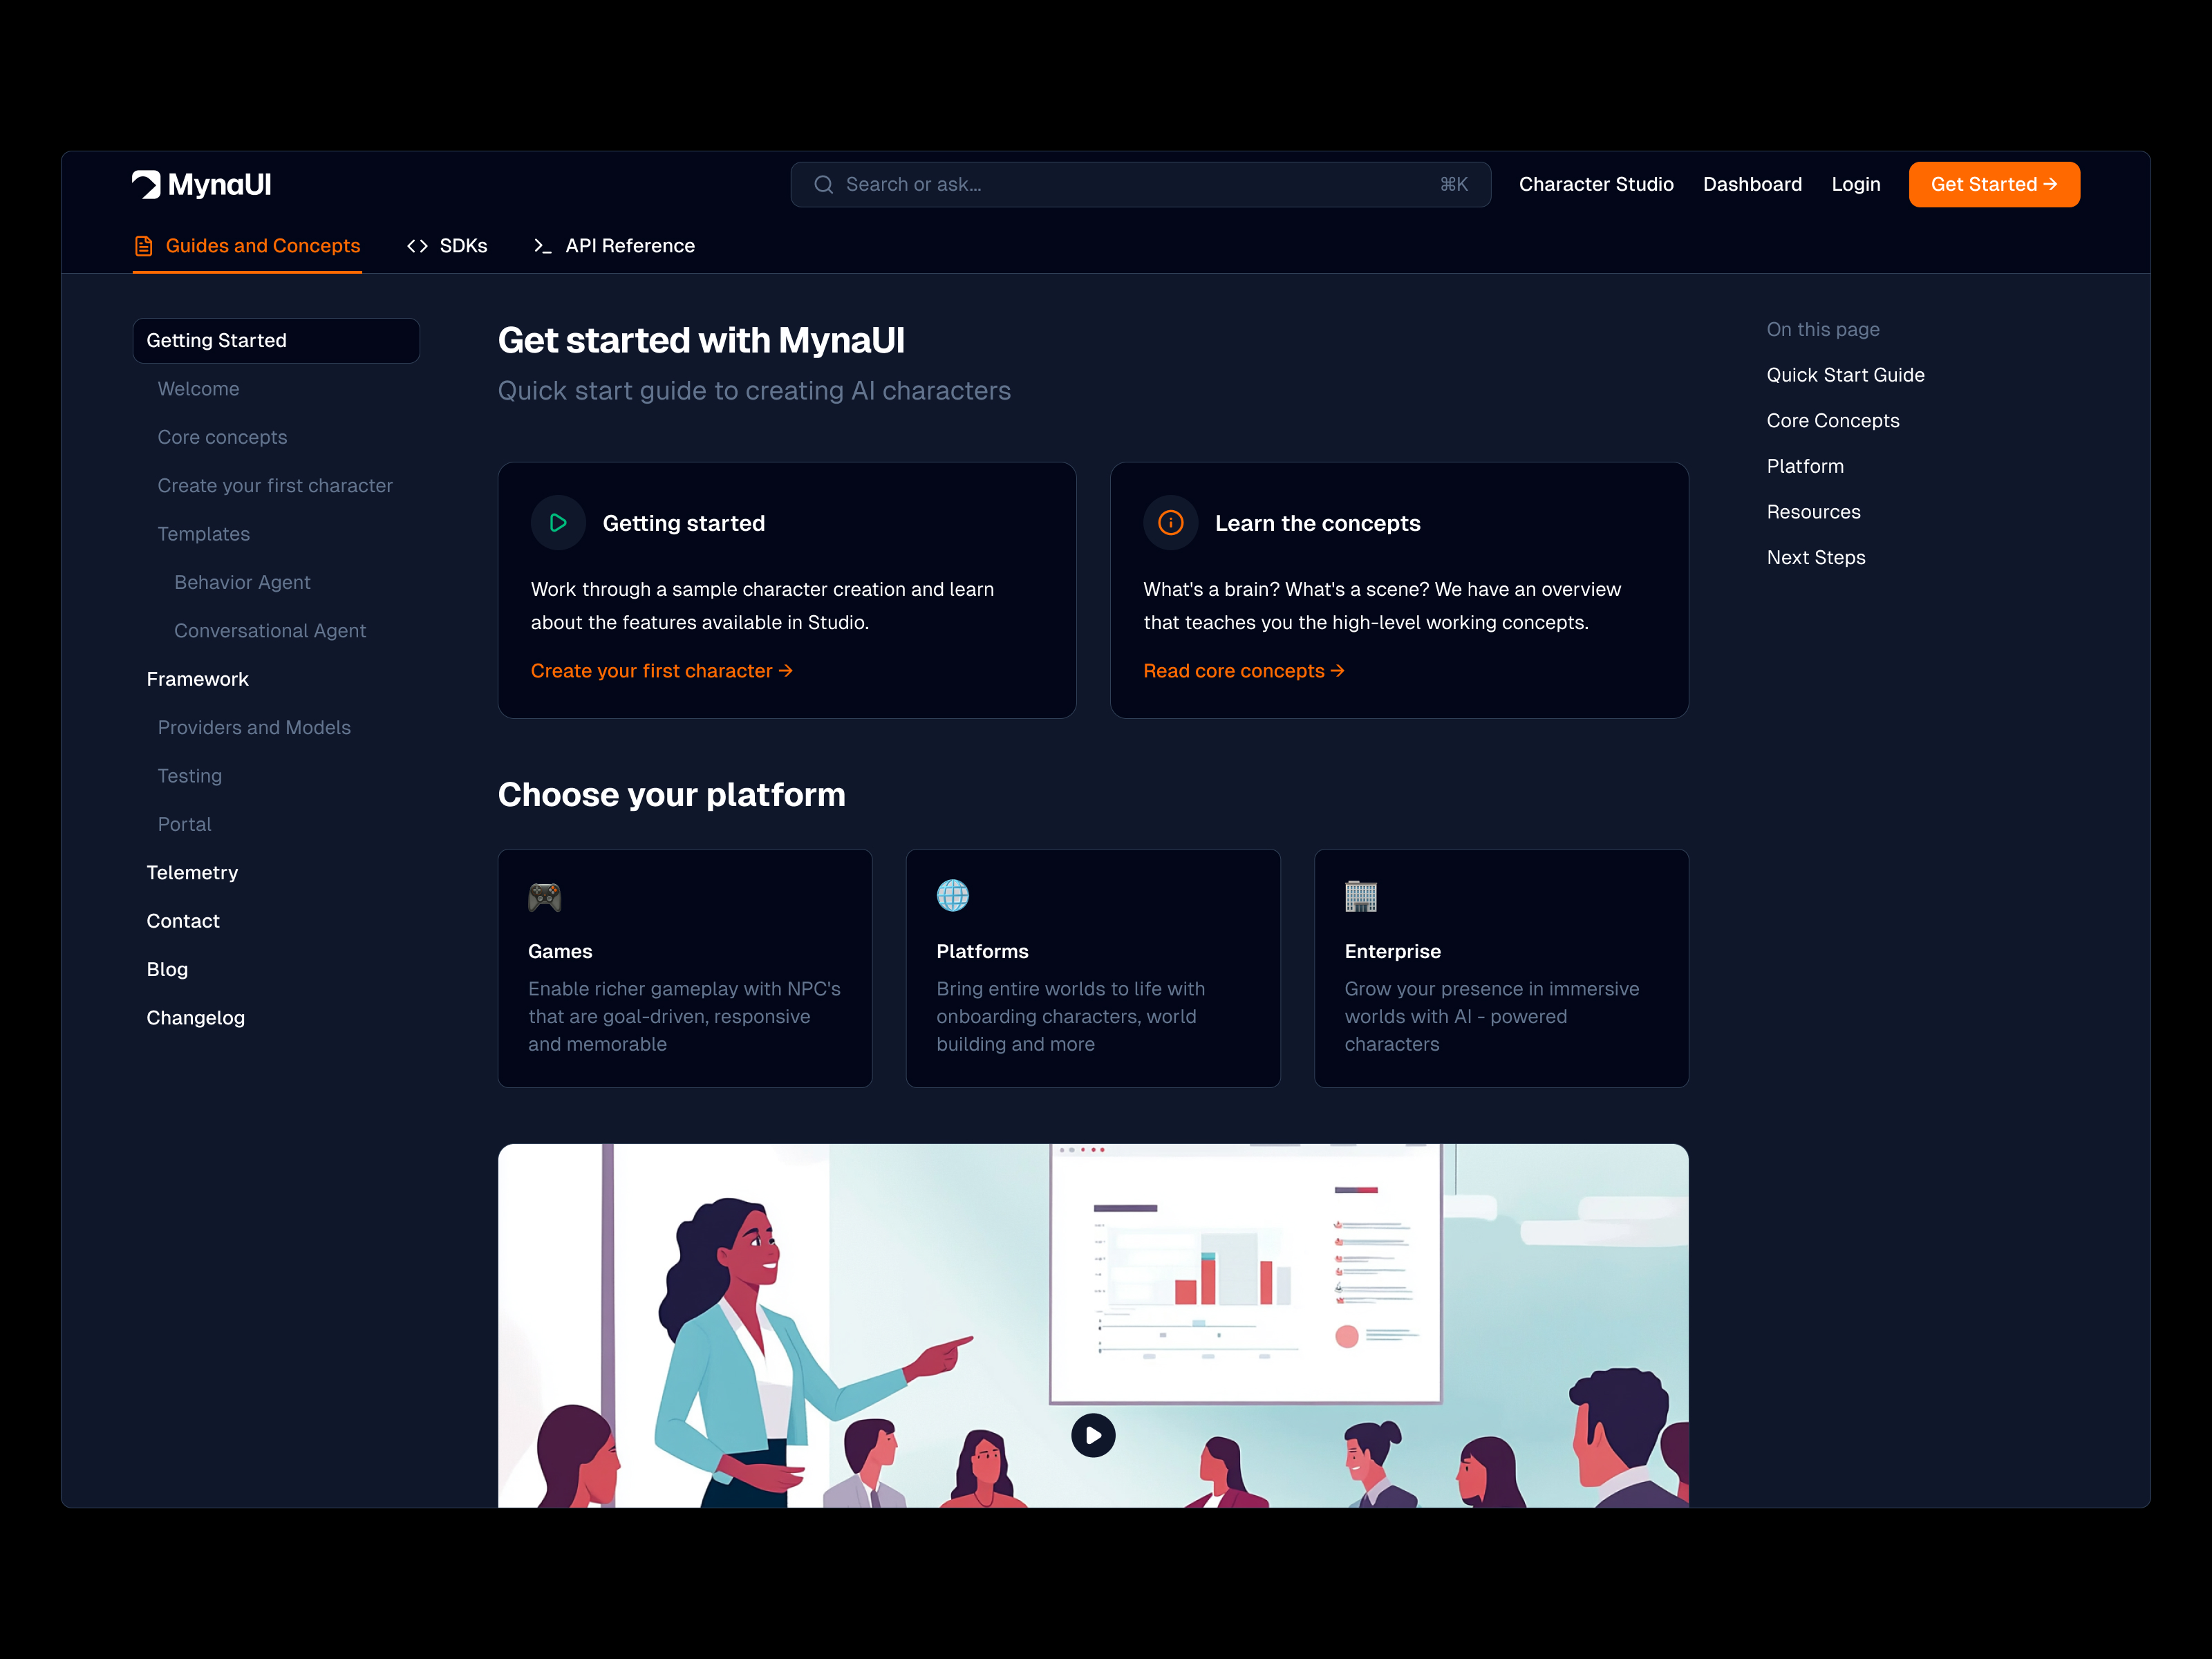 MynaUI
Search or ask...
⌘K
Character Studio
Dashboard
Login
Get Started →
Guides and Concepts
SDKs
API Reference
Getting Started
Welcome
Core concepts
Create your first character
Templates
Behavior Agent
Conversational Agent
Framework
Providers and Models
Testing
Portal
Telemetry
Contact
Blog
Changelog
Get started with MynaUI
Quick start guide to creating AI characters
Getting started
Work through a sample character creation and learn
about the features available in Studio.
Create your first character →
Learn the concepts
What's a brain? What's a scene? We have an overview
that teaches you the high-level working concepts.
Read core concepts →
Choose your platform
Games
Enable richer gameplay with NPC's
that are goal-driven, responsive
and memorable
Platforms
Bring entire worlds to life with
onboarding characters, world
building and more
Enterprise
Grow your presence in immersive
worlds with AI - powered
characters
On this page
Quick Start Guide
Core Concepts
Platform
Resources
Next Steps